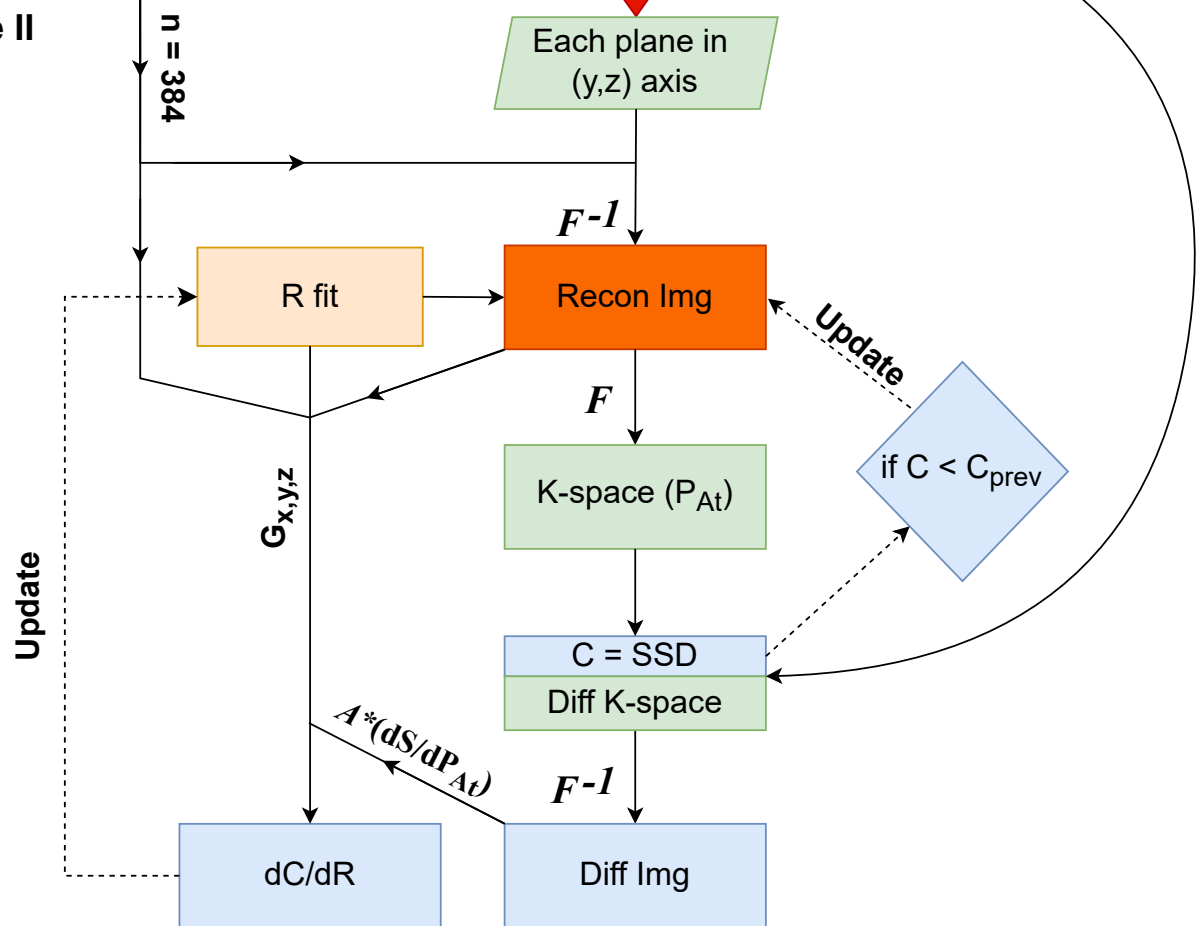 e II
n = 384
Each plane in
(y,z) axis
F⁻¹
R fit
Recon Img
Update
F
if C < Cprev
K-space (PAt)
Gx,y,z
Update
C = SSD
Diff K-space
A*(dS/dPAt)
F⁻¹
dC/dR
Diff Img